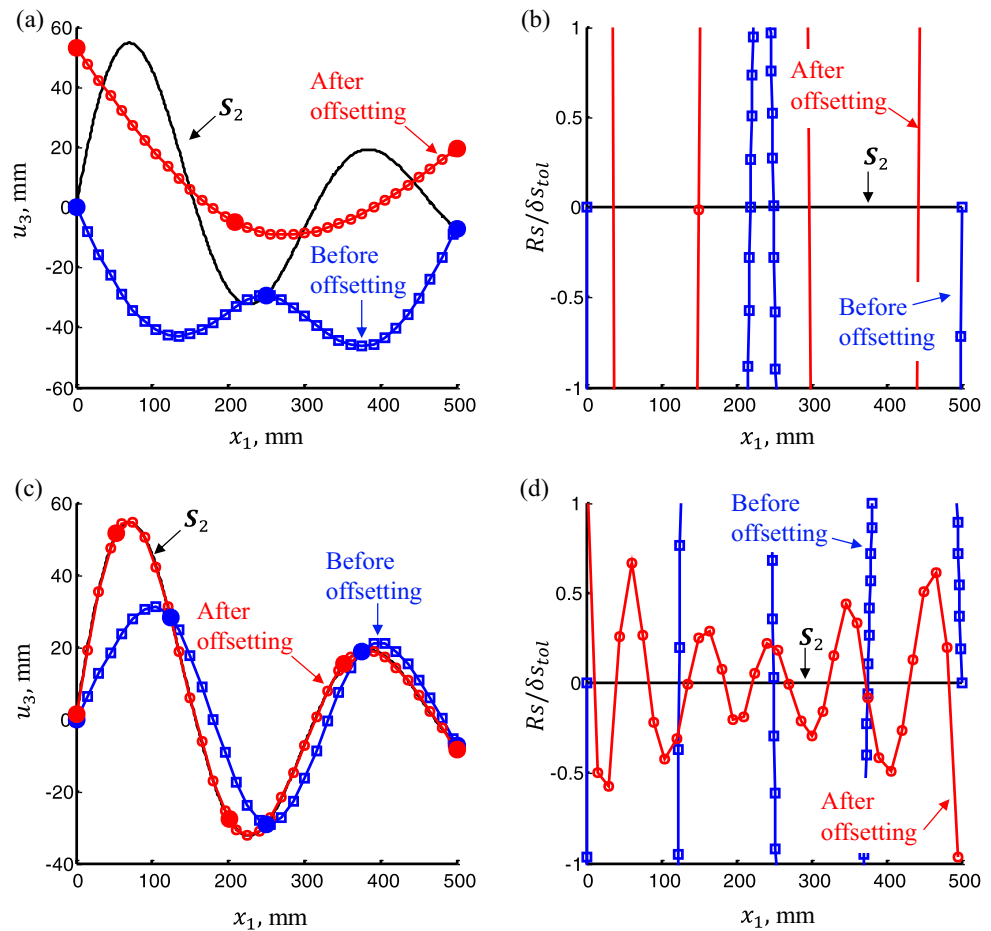 (a)
60
40
20
0
-20
-40
-60
u₃, mm
After
offsetting
S₂
Before
offsetting
0 100 200 300 400 500
x₁, mm
(b)
1
0.5
0
-0.5
-1
Rs/δs_tol
After
offsetting
S₂
Before
offsetting
0 100 200 300 400 500
x₁, mm
(c)
60
40
20
0
-20
-40
u₃, mm
S₂
Before
offsetting
After
offsetting
0 100 200 300 400 500
x₁, mm
(d)
1
0.5
0
-0.5
-1
Rs/δs_tol
Before
offsetting
S₂
After
offsetting
0 100 200 300 400 500
x₁, mm